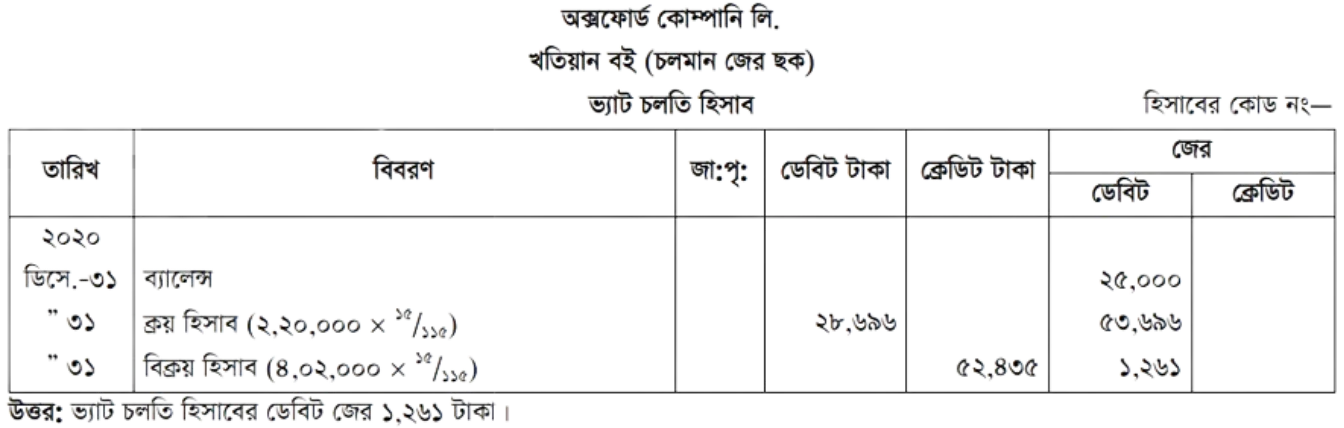 অক্সফোর্ড কোম্পানি লি.
খতিয়ান বই (চলমান জের ছক)
ভ্যাট চলতি হিসাব হিসাবের কোড নং—
তারিখ বিবরণ জা:পৃ: ডেবিট টাকা ক্রেডিট টাকা জের
ডেবিট ক্রেডিট
২০২০
ডিসে.-৩১ ব্যালেন্স ২৫,০০০
” ৩১ ক্রয় হিসাব (২,২০,০০০ × ১৫/১১৫) ২৮,৬৯৬ ৫৩,৬৯৬
” ৩১ বিক্রয় হিসাব (৪,০২,০০০ × ১৫/১১৫) ৫২,৪৩৫ ১,২৬১
উত্তর: ভ্যাট চলতি হিসাবের ডেবিট জের ১,২৬১ টাকা।